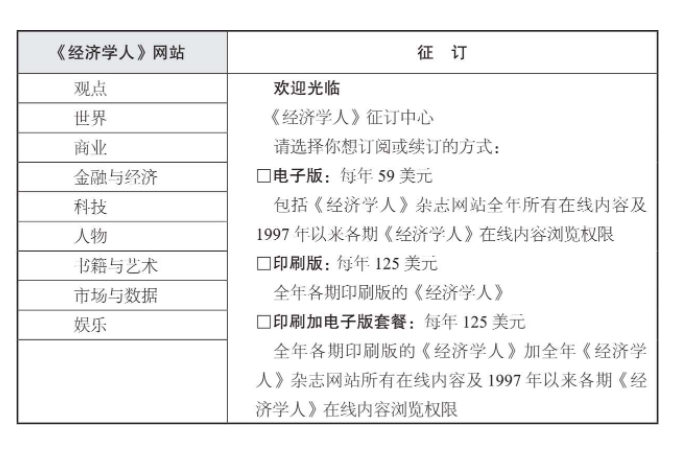 《经济学人》网站
征 订
观点
世界
商业
金融与经济
科技
人物
书籍与艺术
市场与数据
娱乐
欢迎光临
《经济学人》征订中心
请选择你想订阅或续订的方式：
□电子版：每年 59 美元
包括《经济学人》杂志网站全年所有在线内容及
1997 年以来各期《经济学人》在线内容浏览权限
□印刷版：每年 125 美元
全年各期印刷版的《经济学人》
□印刷加电子版套餐：每年 125 美元
全年各期印刷版的《经济学人》加全年《经济学
人》杂志网站所有在线内容及 1997 年以来各期《经
济学人》在线内容浏览权限